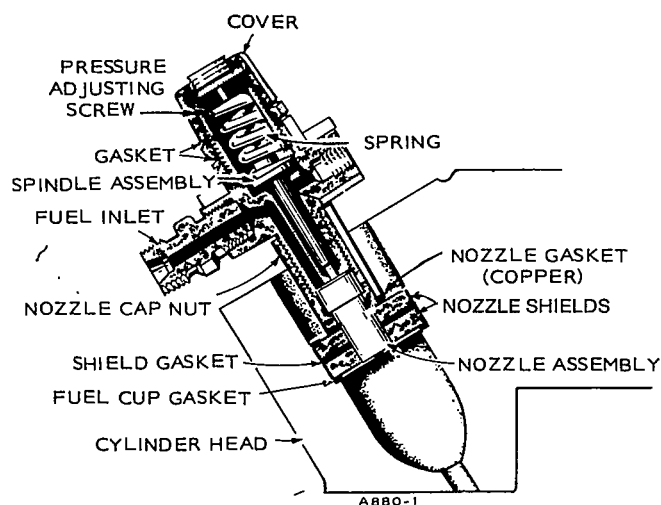 COVER
PRESSURE
ADJUSTING
SCREW
SPRING
GASKET
SPINDLE ASSEMBLY
FUEL INLET
NOZZLE GASKET
(COPPER)
NOZZLE CAP NUT
NOZZLE SHIELDS
SHIELD GASKET
NOZZLE ASSEMBLY
FUEL CUP GASKET
CYLINDER HEAD
A880-1